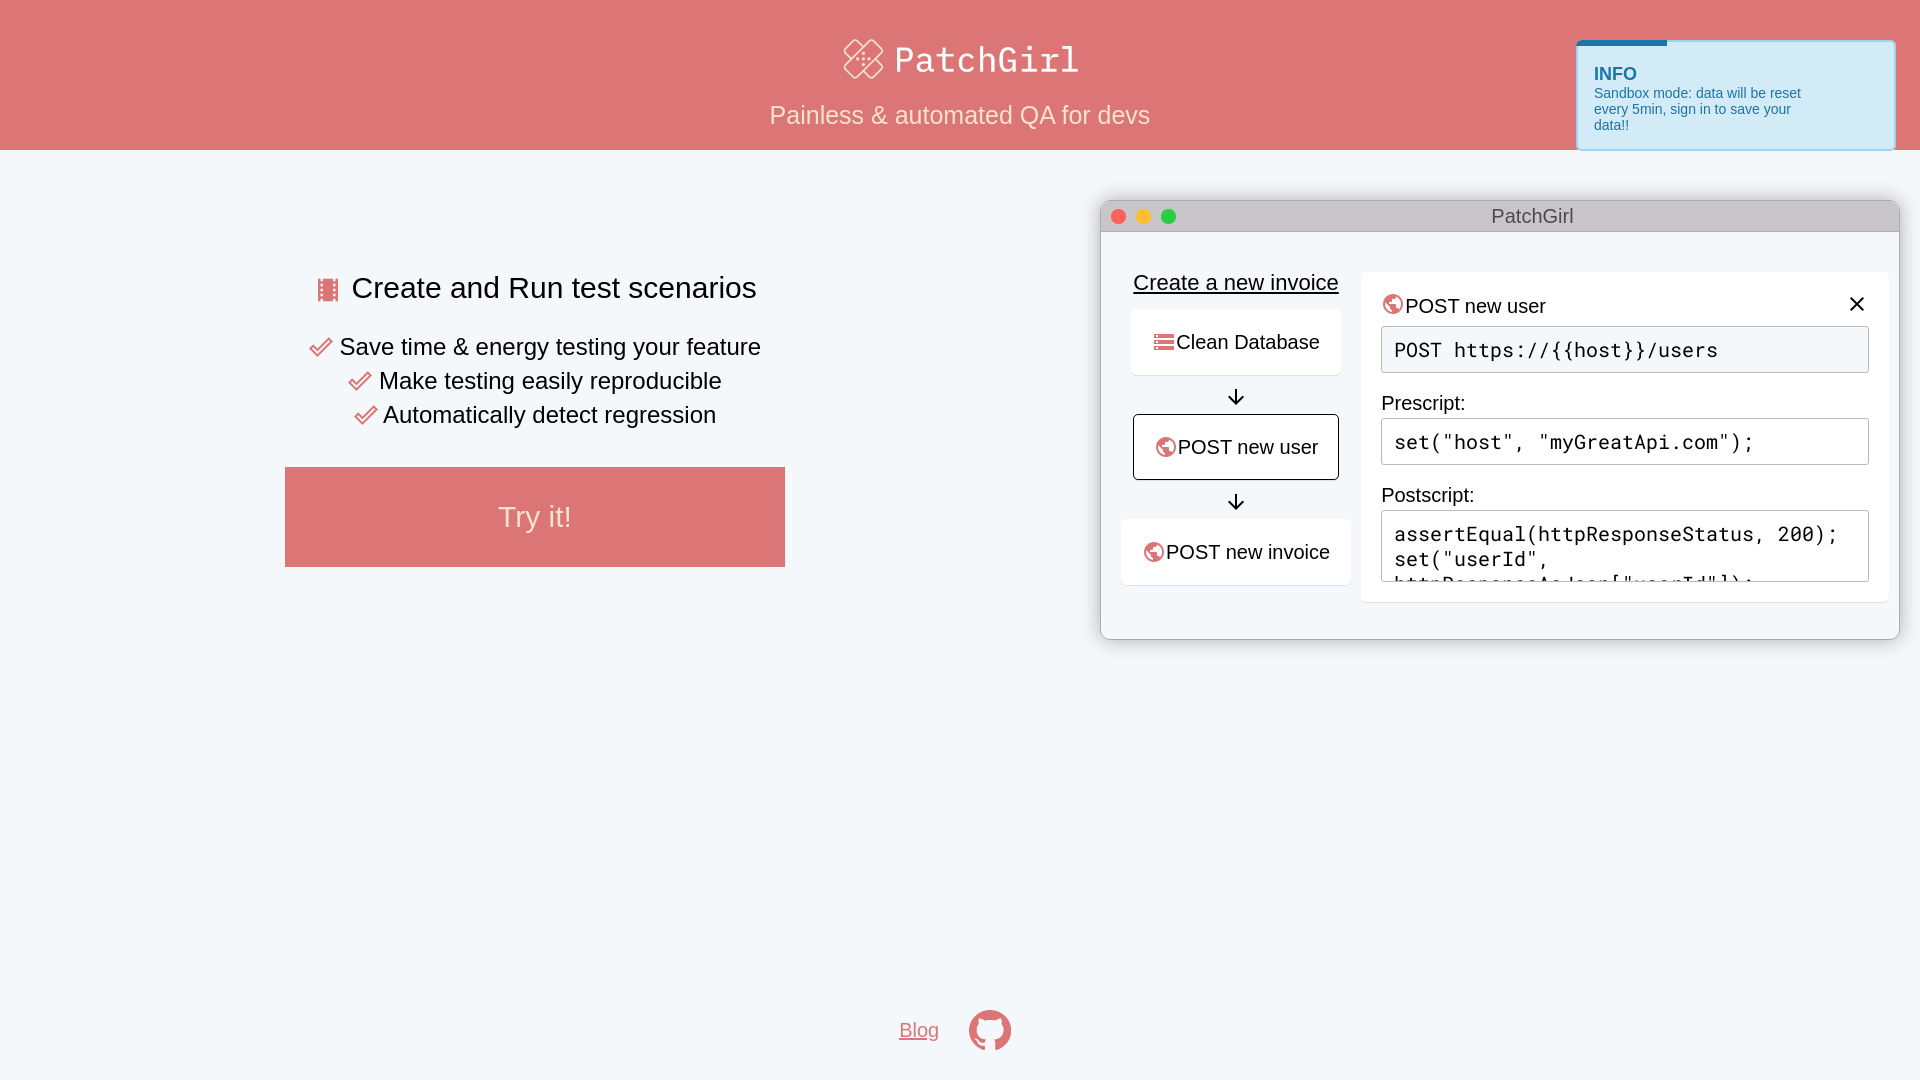 PatchGirl
Painless & automated QA for devs
INFO
Sandbox mode: data will be reset
every 5min, sign in to save your
data!!
Create and Run test scenarios
Save time & energy testing your feature
Make testing easily reproducible
Automatically detect regression
Try it!
PatchGirl
Create a new invoice
Clean Database
POST new user
POST new invoice
POST new user
POST https://{{host}}/users
Prescript:
set("host", "myGreatApi.com");
Postscript:
assertEqual(httpResponseStatus, 200);
set("userId",
httpResponseAsJson["userId"]);
Blog